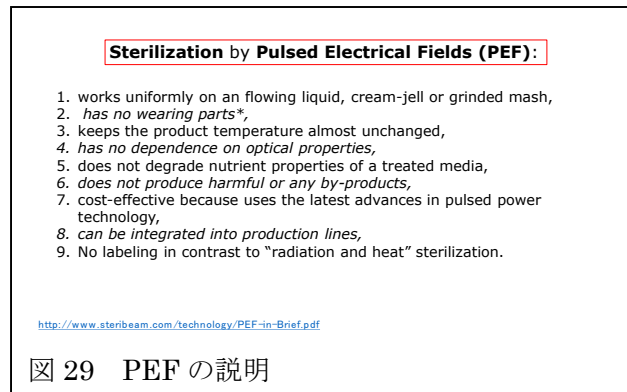 Sterilization by Pulsed Electrical Fields (PEF):
1. works uniformly on an flowing liquid, cream-jell or grinded mash,
2. has no wearing parts*,
3. keeps the product temperature almost unchanged,
4. has no dependence on optical properties,
5. does not degrade nutrient properties of a treated media,
6. does not produce harmful or any by-products,
7. cost-effective because uses the latest advances in pulsed power
technology,
8. can be integrated into production lines,
9. No labeling in contrast to “radiation and heat” sterilization.
http://www.steribeam.com/technology/PEF-in-Brief.pdf
図 29　PEF の説明